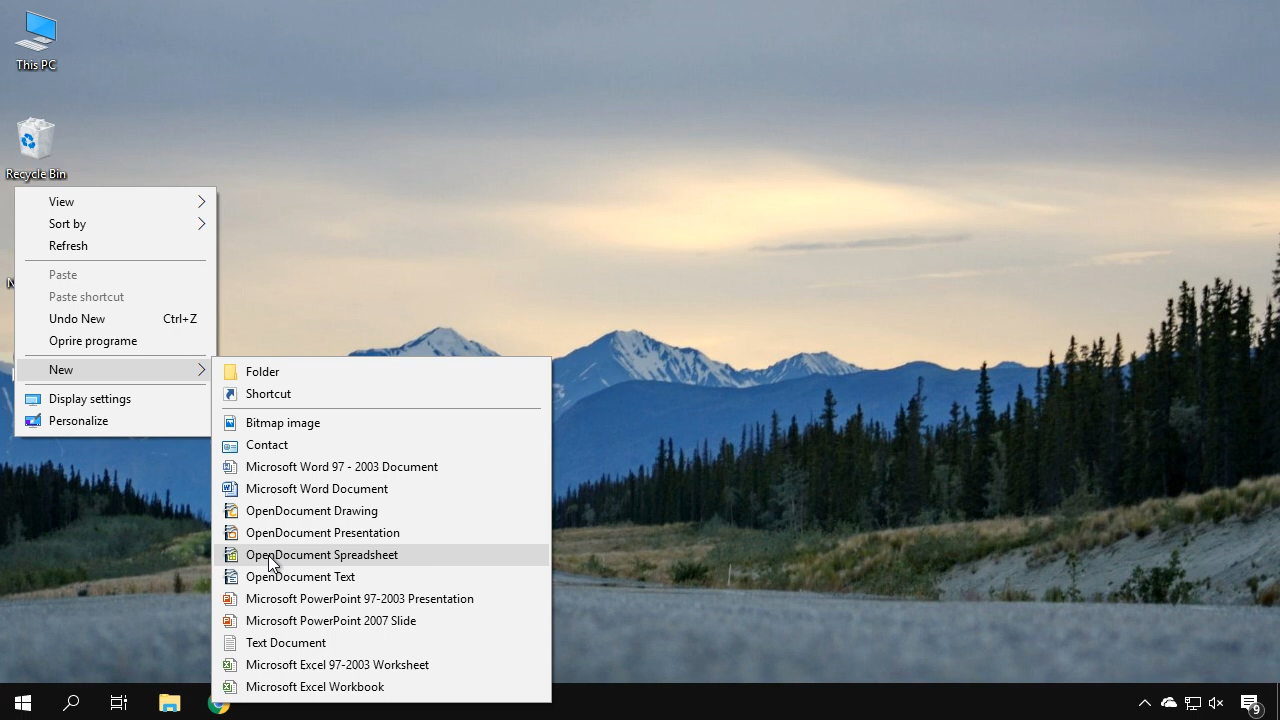 This PC
Recycle Bin
View
Sort by
Refresh
Paste
Paste shortcut
Undo New Ctrl+Z
Oprire programe
New
Display settings
Personalize
Folder
Shortcut
Bitmap image
Contact
Microsoft Word 97 - 2003 Document
Microsoft Word Document
OpenDocument Drawing
OpenDocument Presentation
OpenDocument Spreadsheet
OpenDocument Text
Microsoft PowerPoint 97-2003 Presentation
Microsoft PowerPoint 2007 Slide
Text Document
Microsoft Excel 97-2003 Worksheet
Microsoft Excel Workbook
9